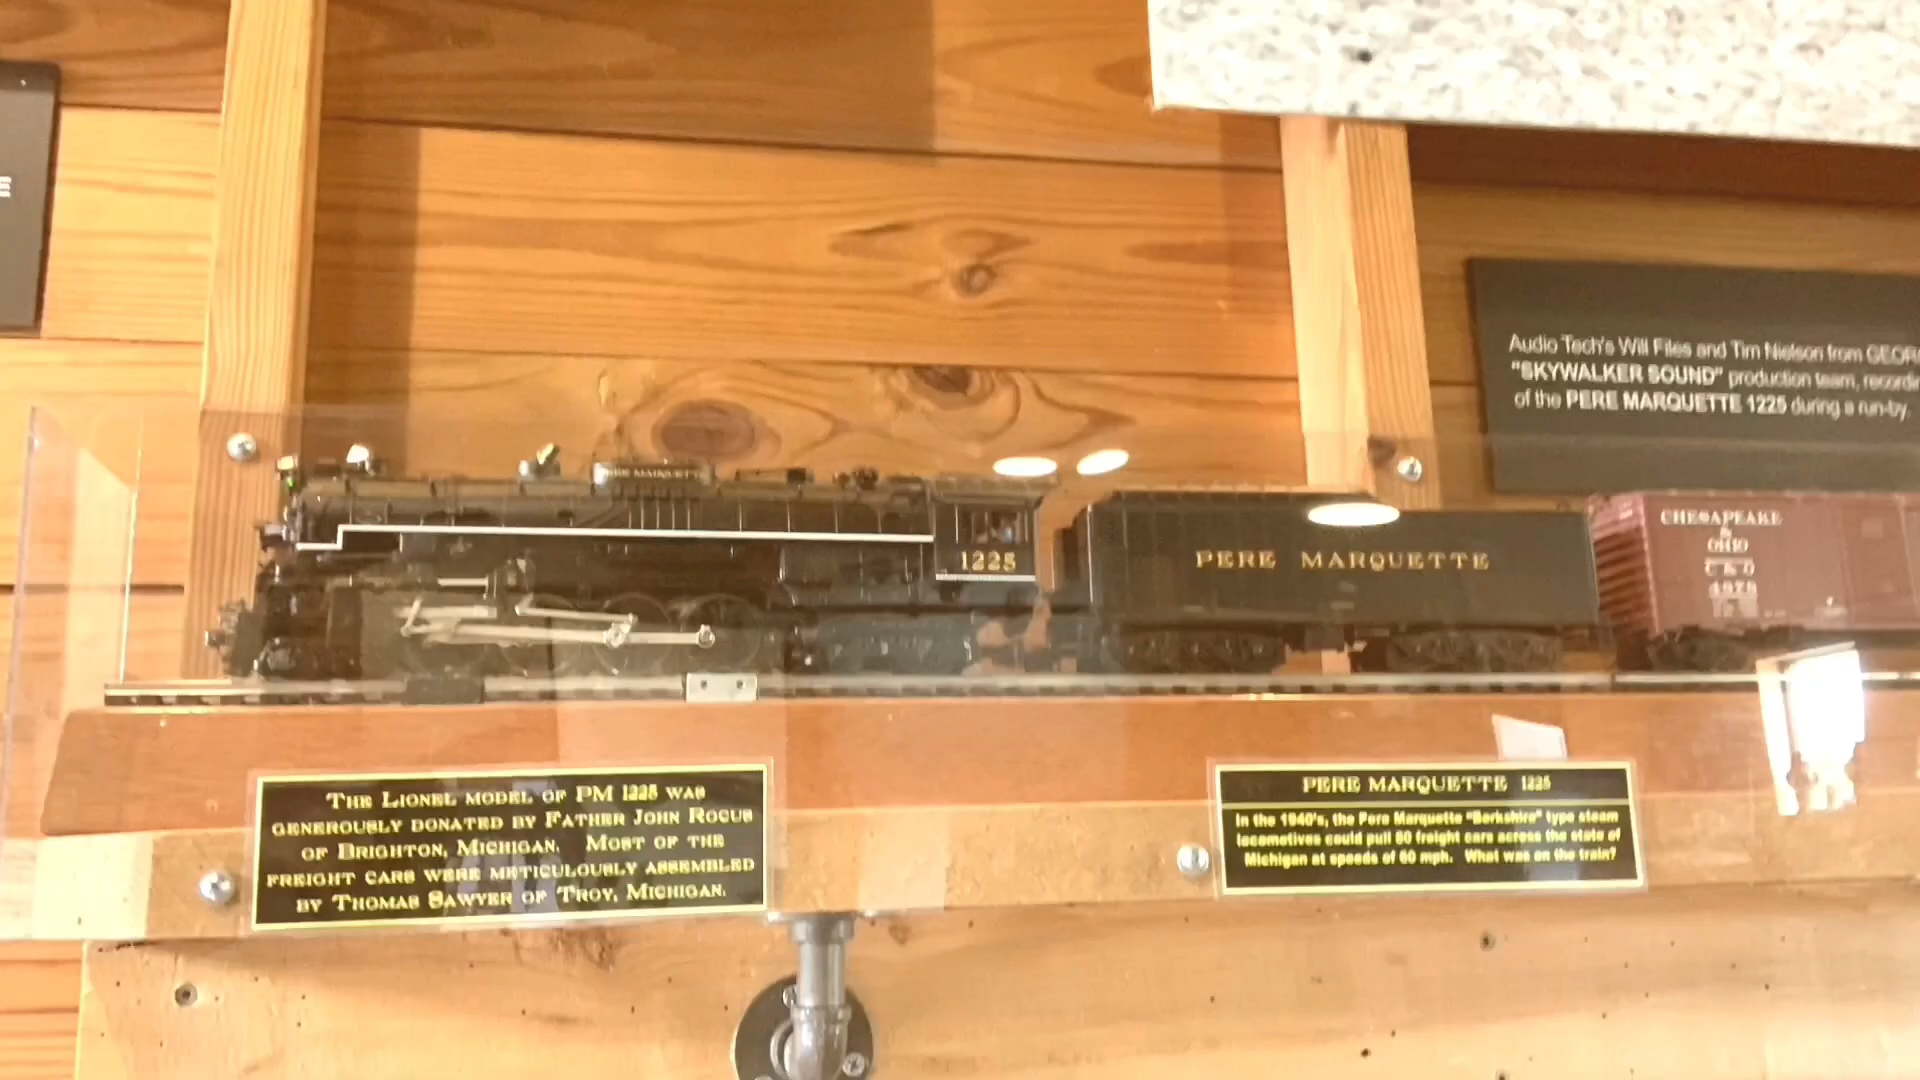 E
Audio Tech's Will Files and Tim Nielson from GEOR
"SKYWALKER SOUND" production team, recordin
of the PERE MARQUETTE 1225 during a run-by.
PERE MARQUETTE
1225
PERE MARQUETTE
CHESAPEAKE
&
OHIO
C & O
THE LIONEL MODEL OF PM 1225 WAS
GENEROUSLY DONATED BY FATHER JOHN ROCUS
OF BRIGHTON, MICHIGAN. MOST OF THE
FREIGHT CARS WERE METICULOUSLY ASSEMBLED
BY THOMAS SAWYER OF TROY, MICHIGAN.
PERE MARQUETTE 1225
In the 1940's, the Pere Marquette "Berkshire" type steam
locomotives could pull 60 freight cars across the state of
Michigan at speeds of 60 mph. What was on the train?